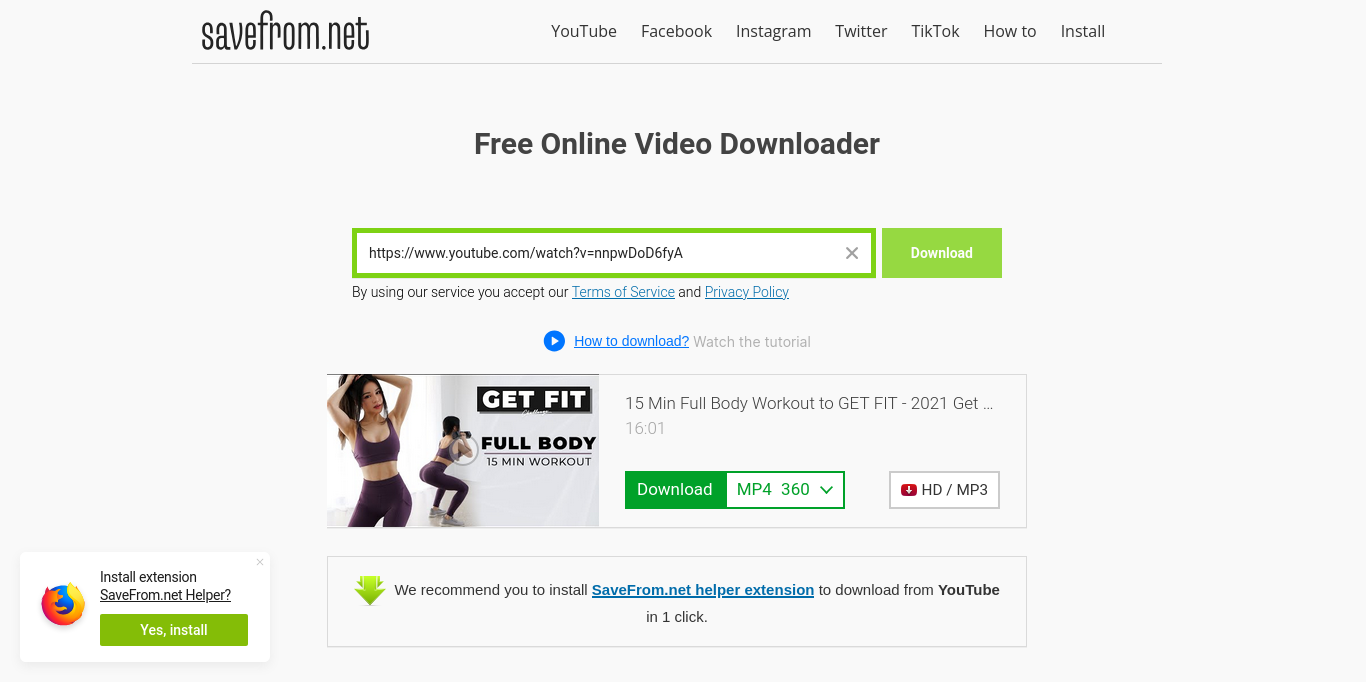 savefrom.net
YouTube Facebook Instagram Twitter TikTok How to Install
Free Online Video Downloader
https://www.youtube.com/watch?v=nnpwDoD6fyA
Download
By using our service you accept our Terms of Service and Privacy Policy
How to download? Watch the tutorial
GET FIT
Challenge
FULL BODY
15 MIN WORKOUT
15 Min Full Body Workout to GET FIT - 2021 Get ...
16:01
Download MP4 360
HD / MP3
We recommend you to install SaveFrom.net helper extension to download from YouTube
in 1 click.
Install extension
SaveFrom.net Helper?
Yes, install